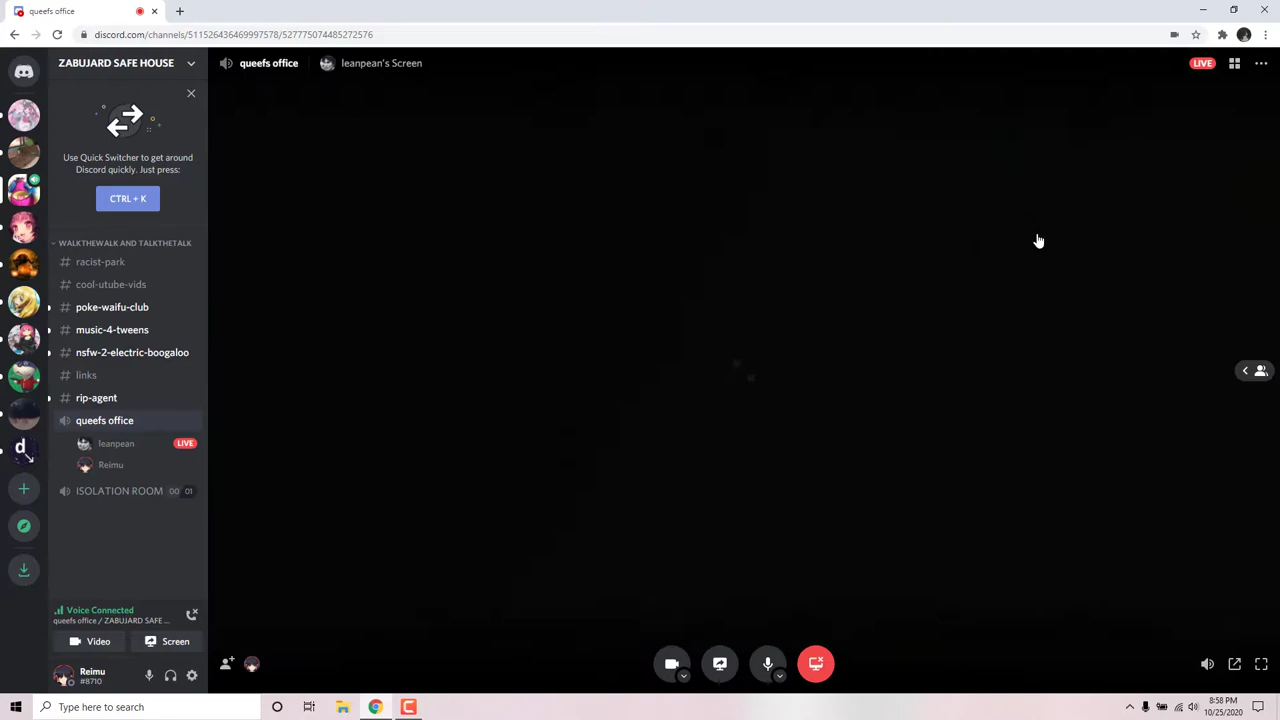 queefs office
discord.com/channels/511526436469997578/527775074485272576
ZABUJARD SAFE HOUSE
queefs office
leanpean's Screen
LIVE
Use Quick Switcher to get around
Discord quickly. Just press:
CTRL + K
WALKTHEWALK AND TALKTHETALK
# racist-park
# cool-utube-vids
# poke-waifu-club
# music-4-tweens
# nsfw-2-electric-boogaloo
# links
# rip-agent
queefs office
leanpean LIVE
Reimu
ISOLATION ROOM 00 01
Voice Connected
queefs office / ZABUJARD SAFE ...
Video Screen
Reimu
#8710
Type here to search
8:58 PM
10/25/2020